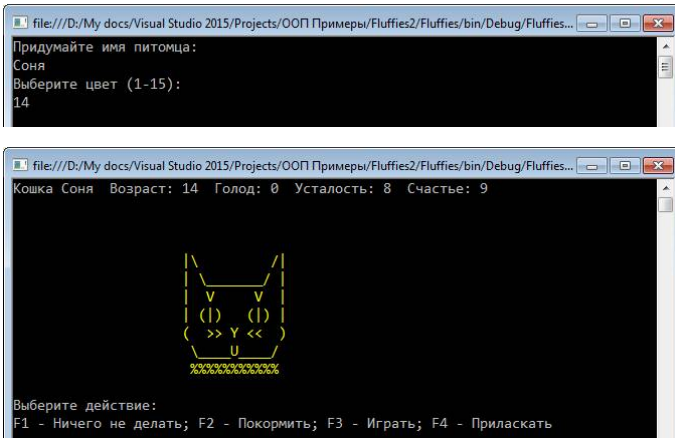 file:///D:/My docs/Visual Studio 2015/Projects/ООП Примеры/Fluffies2/Fluffies/bin/Debug/Fluffies...
Придумайте имя питомца:
Соня
Выберите цвет (1-15):
14
file:///D:/My docs/Visual Studio 2015/Projects/ООП Примеры/Fluffies2/Fluffies/bin/Debug/Fluffies...
Кошка Соня  Возраст: 14  Голод: 0  Усталость: 8  Счастье: 9
|\        /|
| \______/ |
|  v    v  |
| (|)  (|) |
(  >> Y <<  )
\____U____/
%%%%%%%%%%%
Выберите действие:
F1 - Ничего не делать; F2 - Покормить; F3 - Играть; F4 - Приласкать